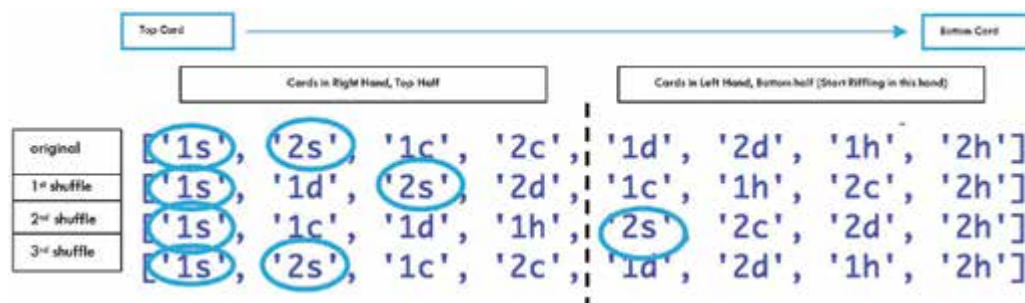 Top Card
Bottom Card
Cards in Right Hand, Top Half
Cards in Left Hand, Bottom half (Start Riffling in this hand)
original ['1s', '2s', '1c', '2c', '1d', '2d', '1h', '2h']
1st shuffle ['1s', '1d', '2s', '2d', '1c', '1h', '2c', '2h']
2nd shuffle ['1s', '1c', '1d', '1h', '2s', '2c', '2d', '2h']
3rd shuffle ['1s', '2s', '1c', '2c', '1d', '2d', '1h', '2h']